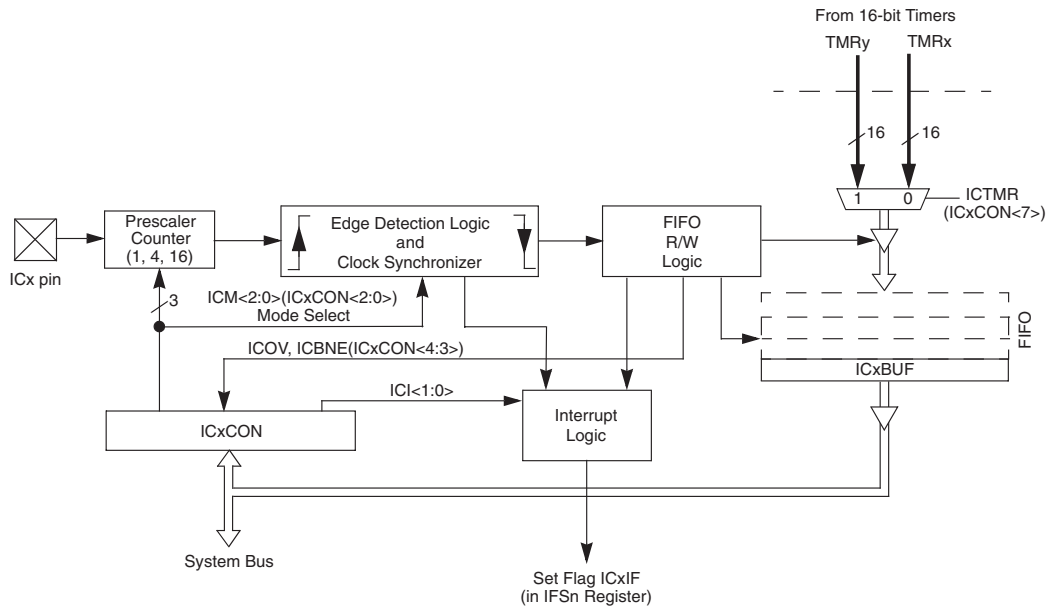 From 16-bit Timers
TMRy TMRx
16 16
1 0
ICTMR
(ICxCON<7>)
Prescaler
Counter
(1, 4, 16)
Edge Detection Logic
and
Clock Synchronizer
FIFO
R/W
Logic
ICx pin
3
ICM<2:0>(ICxCON<2:0>)
Mode Select
FIFO
ICOV, ICBNE(ICxCON<4:3>)
ICxBUF
ICI<1:0>
ICxCON
Interrupt
Logic
System Bus
Set Flag ICxIF
(in IFSn Register)